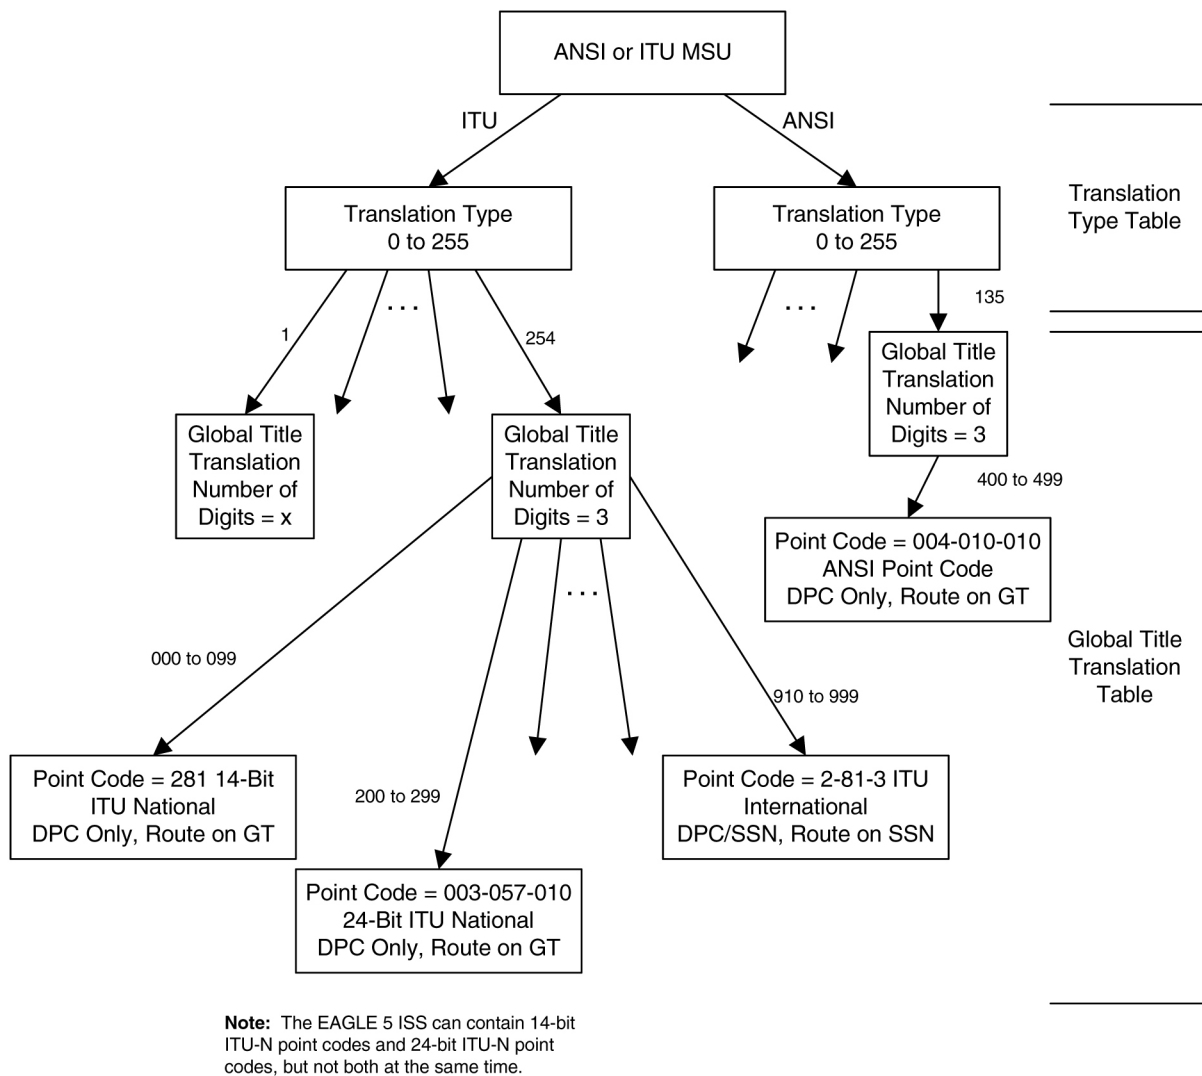 ANSI or ITU MSU
ITU
ANSI
Translation Type
0 to 255
Translation Type
0 to 255
Translation
Type Table
. . .
. . .
1
254
135
Global Title
Translation
Number of
Digits = x
Global Title
Translation
Number of
Digits = 3
Global Title
Translation
Number of
Digits = 3
400 to 499
Point Code = 004-010-010
ANSI Point Code
DPC Only, Route on GT
. . .
Global Title
Translation
Table
000 to 099
200 to 299
910 to 999
Point Code = 281 14-Bit
ITU National
DPC Only, Route on GT
Point Code = 003-057-010
24-Bit ITU National
DPC Only, Route on GT
Point Code = 2-81-3 ITU
International
DPC/SSN, Route on SSN
Note: The EAGLE 5 ISS can contain 14-bit
ITU-N point codes and 24-bit ITU-N point
codes, but not both at the same time.